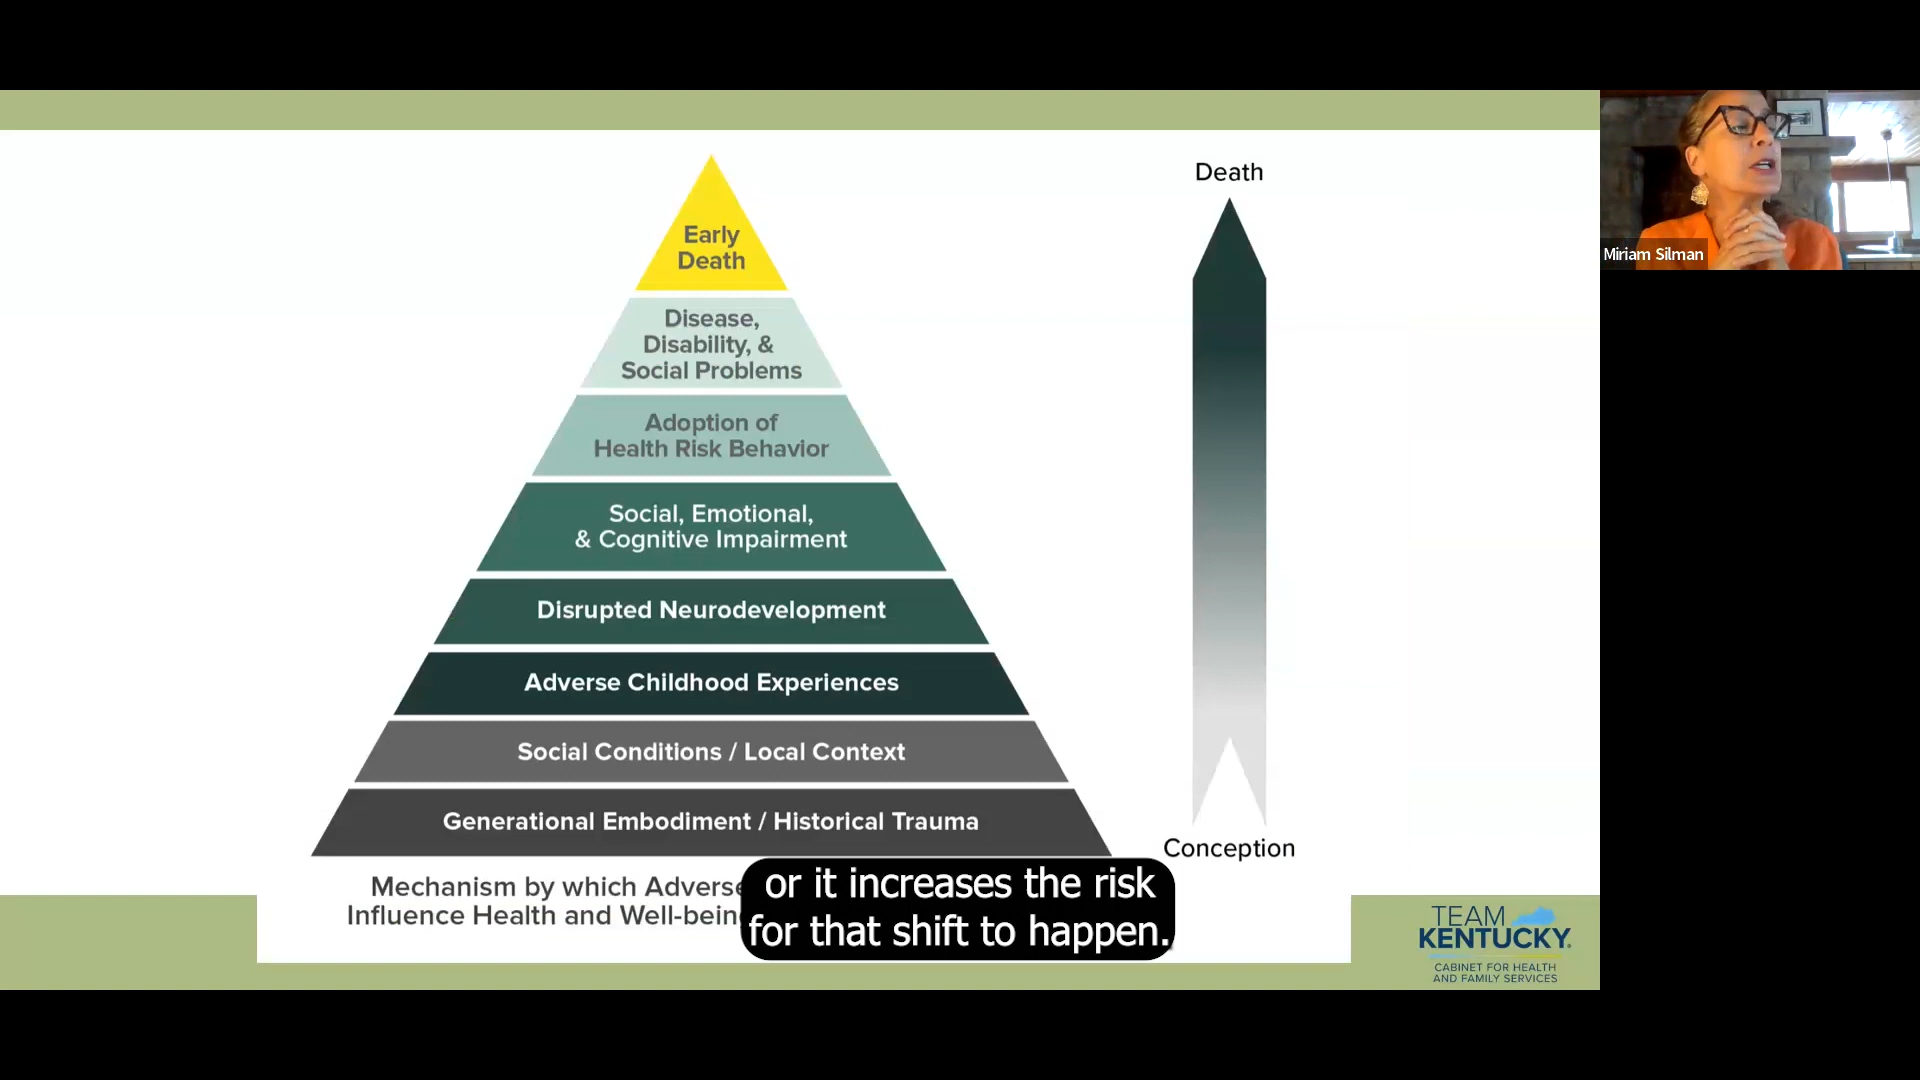 Early
Death
Disease,
Disability, &
Social Problems
Adoption of
Health Risk Behavior
Social, Emotional,
& Cognitive Impairment
Disrupted Neurodevelopment
Adverse Childhood Experiences
Social Conditions / Local Context
Generational Embodiment / Historical Trauma
Mechanism by which Adverse
Influence Health and Well-being
Death
Conception
or it increases the risk
for that shift to happen.
TEAM
KENTUCKY®
CABINET FOR HEALTH
AND FAMILY SERVICES
Miriam Silman